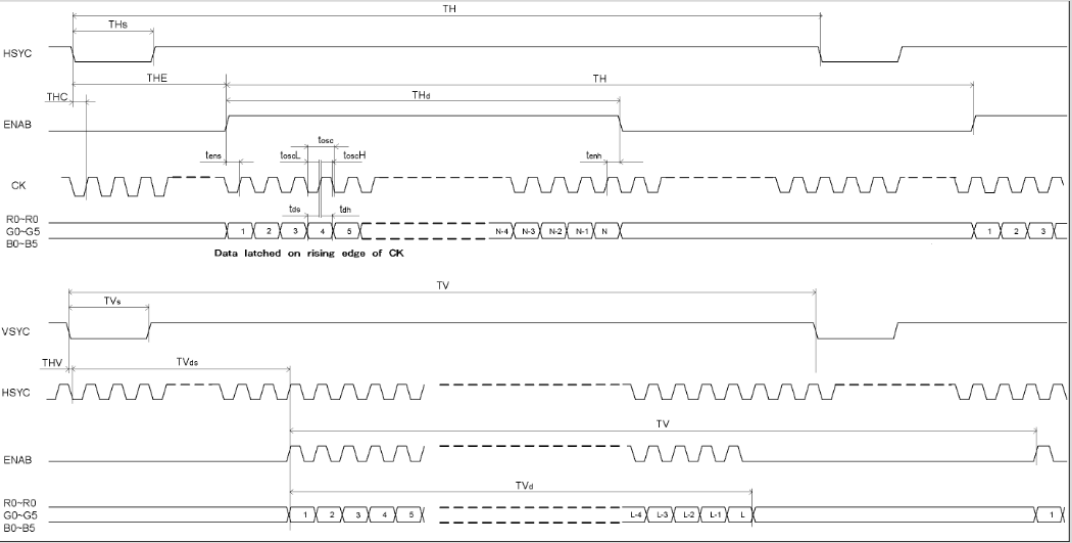 TH
THs
HSYC
THE
TH
THC
THd
ENAB
tosc
tens
toscL
toscH
tenh
CK
tds
tdh
R0~R0
G0~G5
B0~B5
1 2 3 4 5 N-4 N-3 N-2 N-1 N 1 2 3
Data latched on rising edge of CK
TV
TVs
VSYC
THV
TVds
HSYC
TV
ENAB
TVd
R0~R0
G0~G5
B0~B5
1 2 3 4 5 L-4 L-3 L-2 L-1 L 1